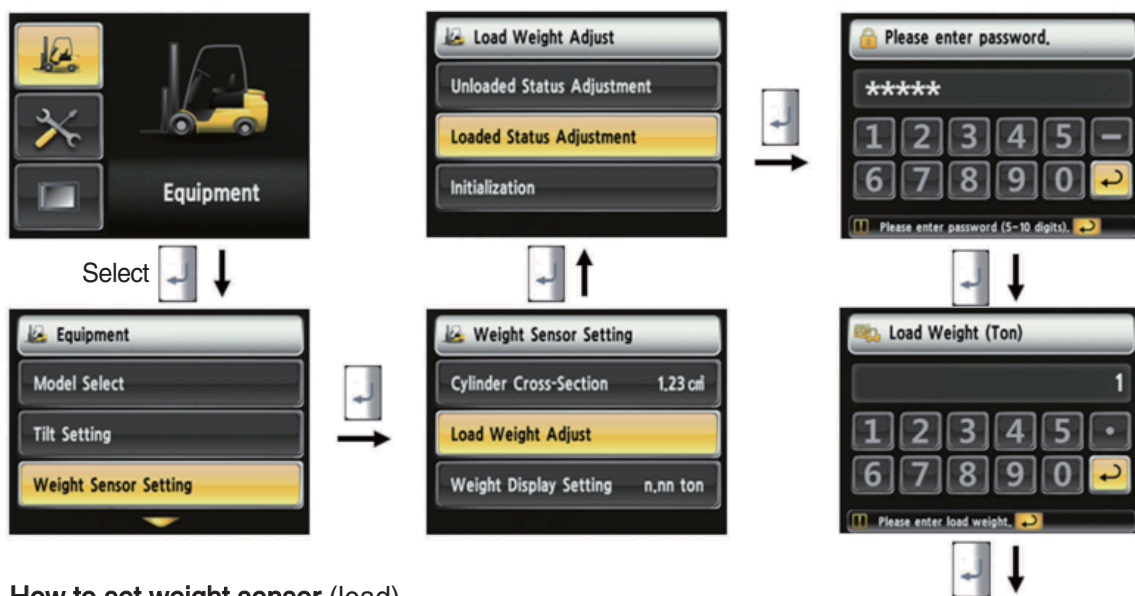 Equipment
Select
Equipment
Model Select
Tilt Setting
Weight Sensor Setting
Weight Sensor Setting
Cylinder Cross-Section 1,23 ㎠
Load Weight Adjust
Weight Display Setting n,nn ton
Load Weight Adjust
Unloaded Status Adjustment
Loaded Status Adjustment
Initialization
Please enter password.
*****
1 2 3 4 5 -
6 7 8 9 0
Please enter password (5-10 digits).
Load Weight (Ton)
1
1 2 3 4 5 ·
6 7 8 9 0
Please enter load weight.
How to set weight sensor (load)